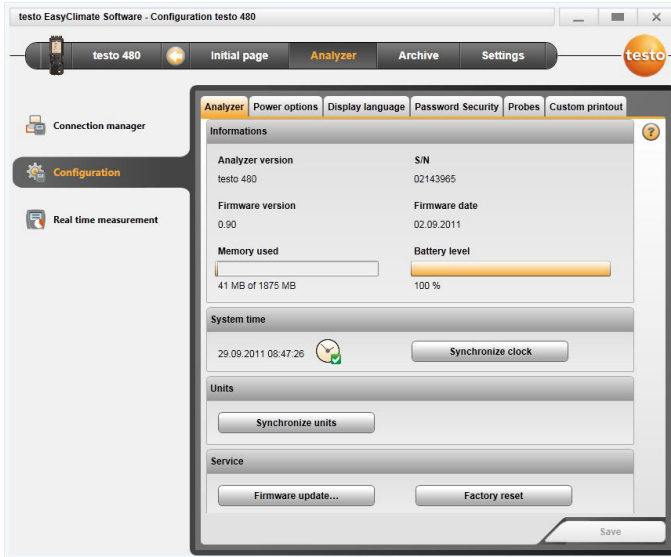 testo EasyClimate Software - Configuration testo 480
testo 480 Initial page Analyzer Archive Settings
testo
Connection manager
Configuration
Real time measurement
Analyzer Power options Display language Password Security Probes Custom printout
Informations
?
Analyzer version S/N
testo 480 02143965
Firmware version Firmware date
0.90 02.09.2011
Memory used Battery level
41 MB of 1875 MB 100 %
System time
29.09.2011 08:47:26 Synchronize clock
Units
Synchronize units
Service
Firmware update... Factory reset
Save